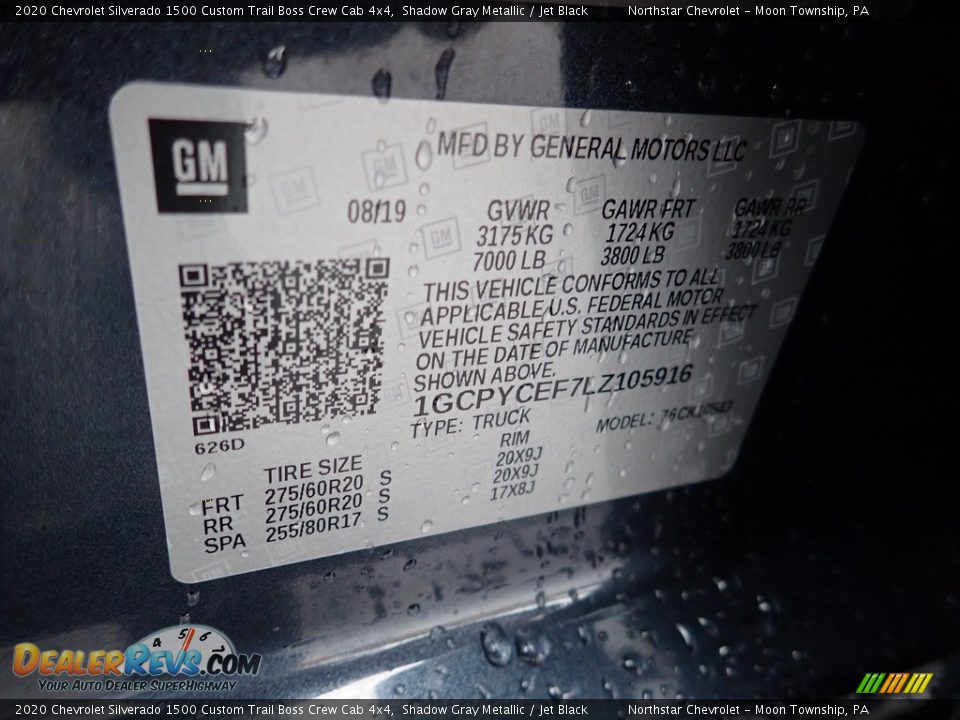 2020 Chevrolet Silverado 1500 Custom Trail Boss Crew Cab 4x4, Shadow Gray Metallic / Jet Black Northstar Chevrolet - Moon Township, PA
GM
MFD BY GENERAL MOTORS LLC
08/19 GVWR GAWR FRT GAWR RR
3175 KG 1724 KG 1724 KG
7000 LB 3800 LB 3800 LB
THIS VEHICLE CONFORMS TO ALL
APPLICABLE U.S. FEDERAL MOTOR
VEHICLE SAFETY STANDARDS IN EFFECT
ON THE DATE OF MANUFACTURE
SHOWN ABOVE.
1GCPYCEF7LZ105916
TYPE: TRUCK MODEL:
626D
TIRE SIZE RIM
FRT 275/60R20 S 20X9J
RR 275/60R20 S 20X9J
SPA 255/80R17 S 17X8J
4 5 6
DEALERREVS.COM
YOUR AUTO DEALER SUPERHIGHWAY
2020 Chevrolet Silverado 1500 Custom Trail Boss Crew Cab 4x4, Shadow Gray Metallic / Jet Black Northstar Chevrolet - Moon Township, PA